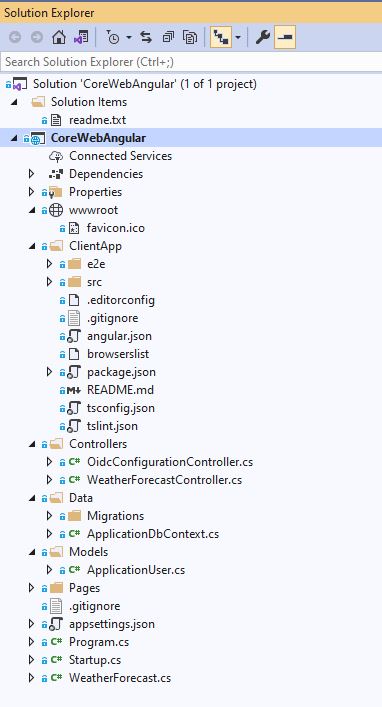 Solution Explorer
Search Solution Explorer (Ctrl+;)
Solution 'CoreWebAngular' (1 of 1 project)
Solution Items
readme.txt
CoreWebAngular
Connected Services
Dependencies
Properties
wwwroot
favicon.ico
ClientApp
e2e
src
.editorconfig
.gitignore
angular.json
browserslist
package.json
README.md
tsconfig.json
tslint.json
Controllers
C# OidcConfigurationController.cs
C# WeatherForecastController.cs
Data
Migrations
C# ApplicationDbContext.cs
Models
C# ApplicationUser.cs
Pages
.gitignore
appsettings.json
C# Program.cs
C# Startup.cs
C# WeatherForecast.cs